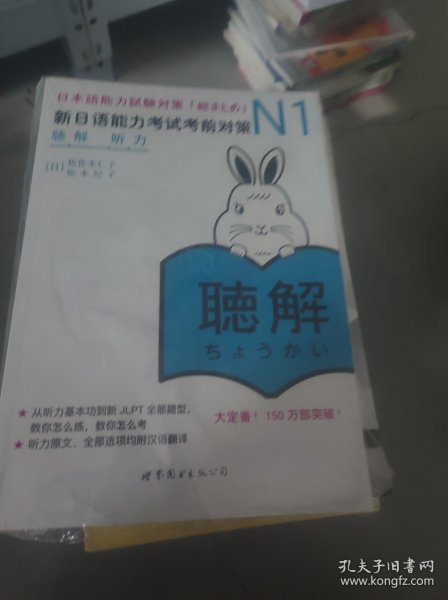 日本語能力試験対策「総まとめ」
新日语能力考试考前对策 N1
聴解 听力
[日] 佐佐木仁子
松本纪子
聴解
ちょうかい
★ 从听力基本功到新 JLPT 全部题型,
教你怎么练,教你怎么考
★ 听力原文、全部选项均附汉语翻译
大定番！150 万部突破！
世界图书出版公司
孔夫子旧书网
www.kongfz.com